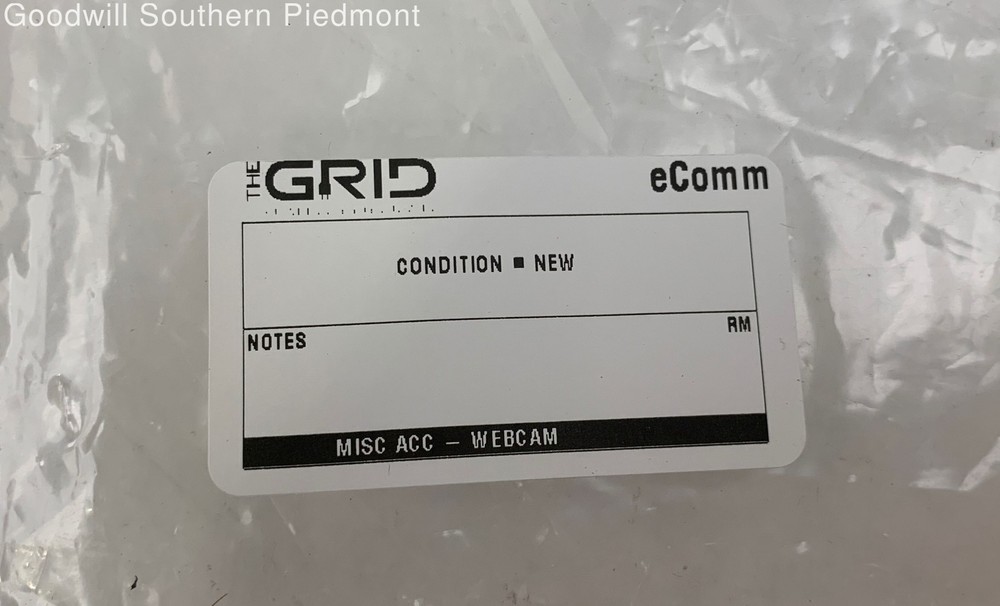 Goodwill Southern Piedmont
THE GRID
eComm
CONDITION ▪ NEW
NOTES
RM
MISC ACC – WEBCAM